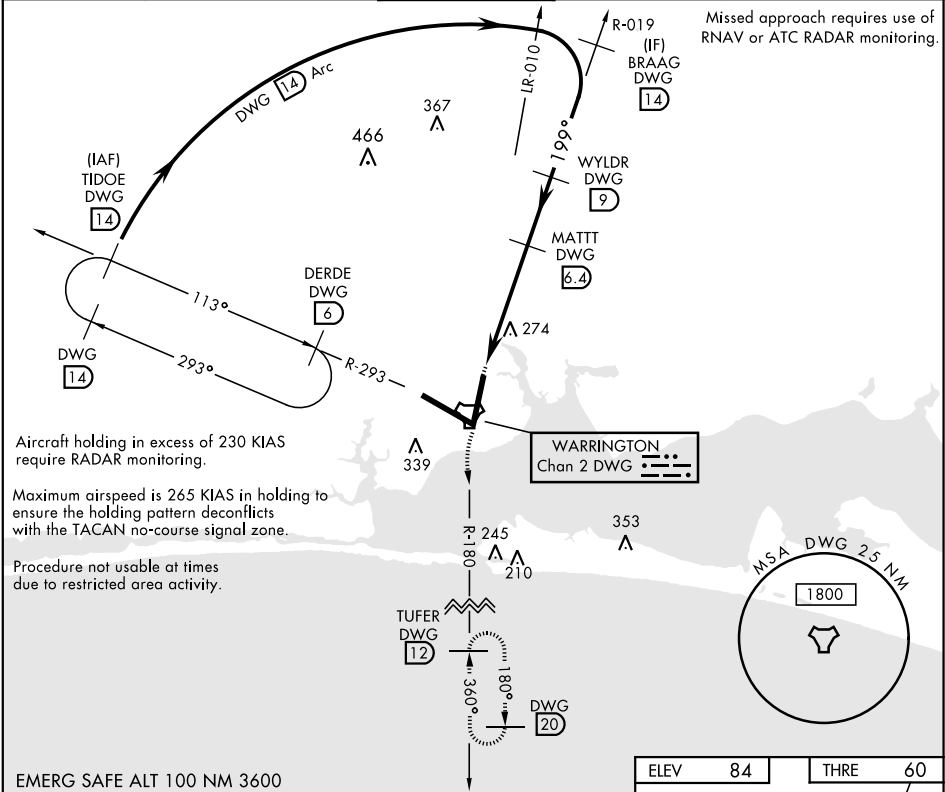 Missed approach requires use of
RNAV or ATC RADAR monitoring.
R-019
(IF)
BRAAG
DWG
14
LR-010
DWG 14 Arc
367
466
199°
WYLDR
DWG
9
(IAF)
TIDOE
DWG
14
MATTT
DWG
6.4
DERDE
DWG
6
113°
274
DWG
14
293°
R-293
WARRINGTON
Chan 2 DWG
339
Aircraft holding in excess of 230 KIAS
require RADAR monitoring.
Maximum airspeed is 265 KIAS in holding to
ensure the holding pattern deconflicts
with the TACAN no-course signal zone.
Procedure not usable at times
due to restricted area activity.
R-180
245
210
353
MSA DWG 25 NM
1800
TUFER
DWG
12
360°
180°
DWG
20
EMERG SAFE ALT 100 NM 3600
ELEV 84
THRE 60